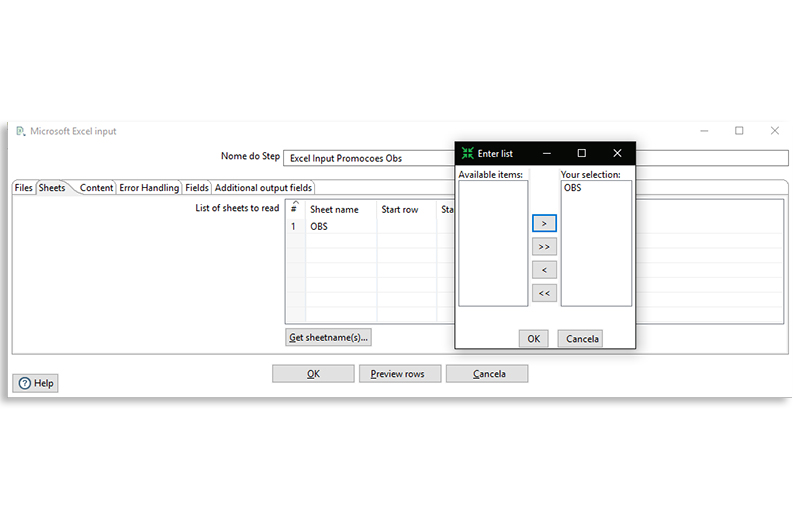 Microsoft Excel input
Nome do Step Excel Input Promocoes Obs
Files Sheets Content Error Handling Fields Additional output fields
List of sheets to read
# Sheet name Start row Sta
1 OBS
Get sheetname(s)...
OK Preview rows Cancela
Help
Enter list
Available items: Your selection:
OBS
>
>>
<
<<
OK Cancela